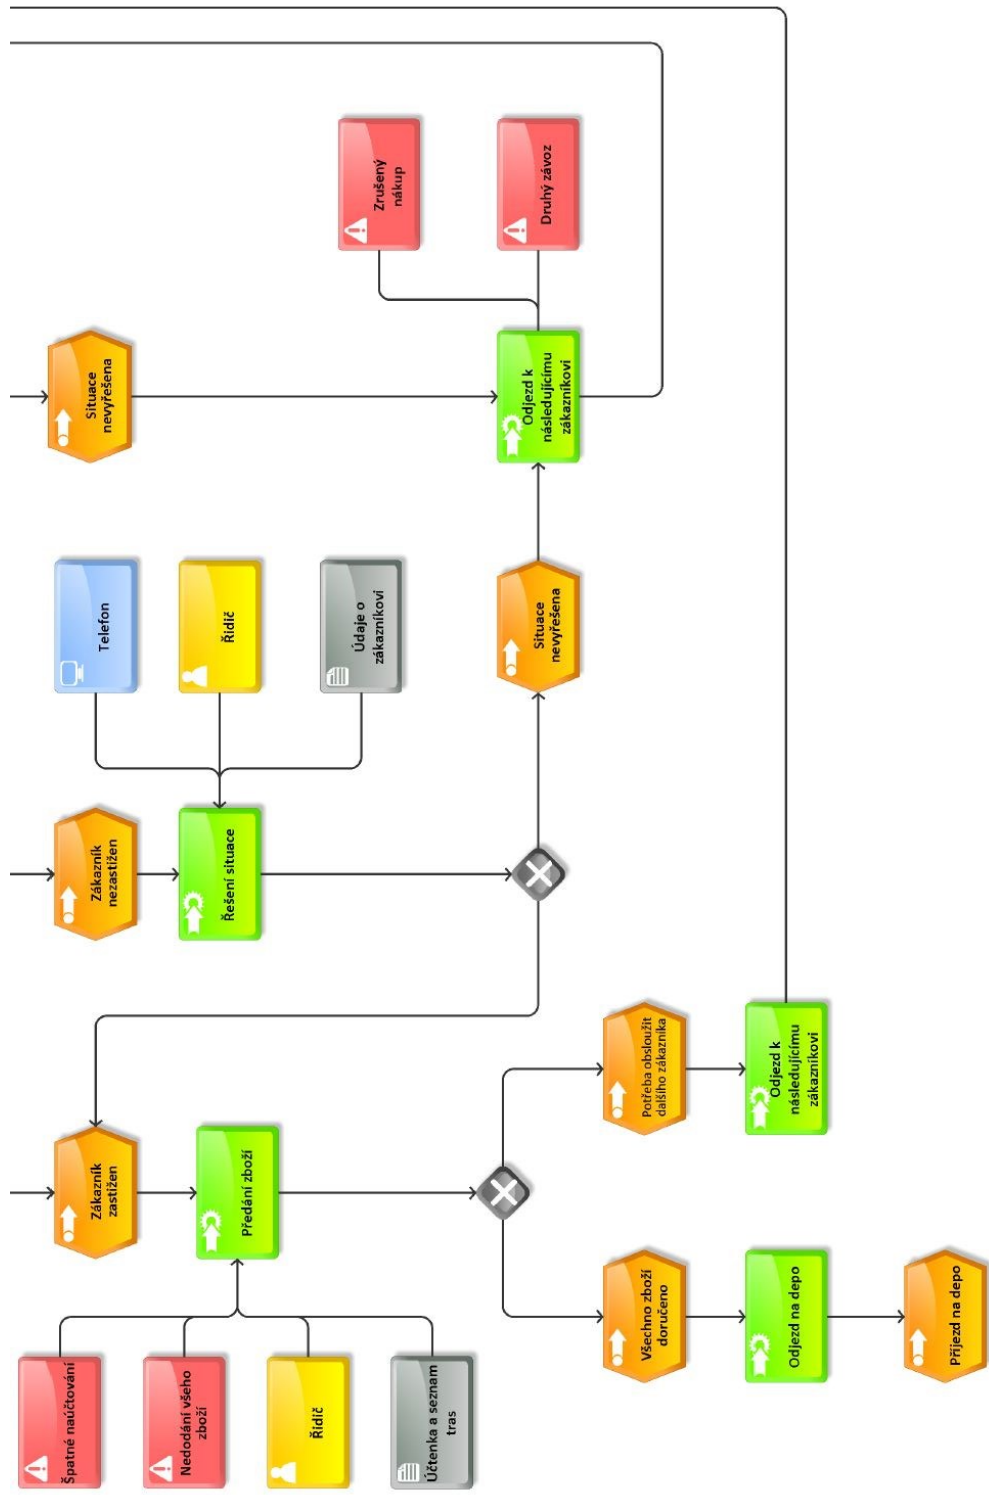 Zrušený
nákup
Druhý závoz
Situace
nevyřešena
Odjezd k
následujícímu
zákazníkovi
Telefon
Řidič
Údaje o
zákazníkovi
Situace
nevyřešena
Zákazník
nezastižen
Řešení situace
Potřeba obsloužit
dalšího zákazníka
Odjezd k
následujícímu
zákazníkovi
Zákazník
zastižen
Předání zboží
Všechno zboží
doručeno
Odjezd na depo
Příjezd na depo
Špatné naúčtování
Nedodání všeho
zboží
Řidič
Účtenka a seznam
tras